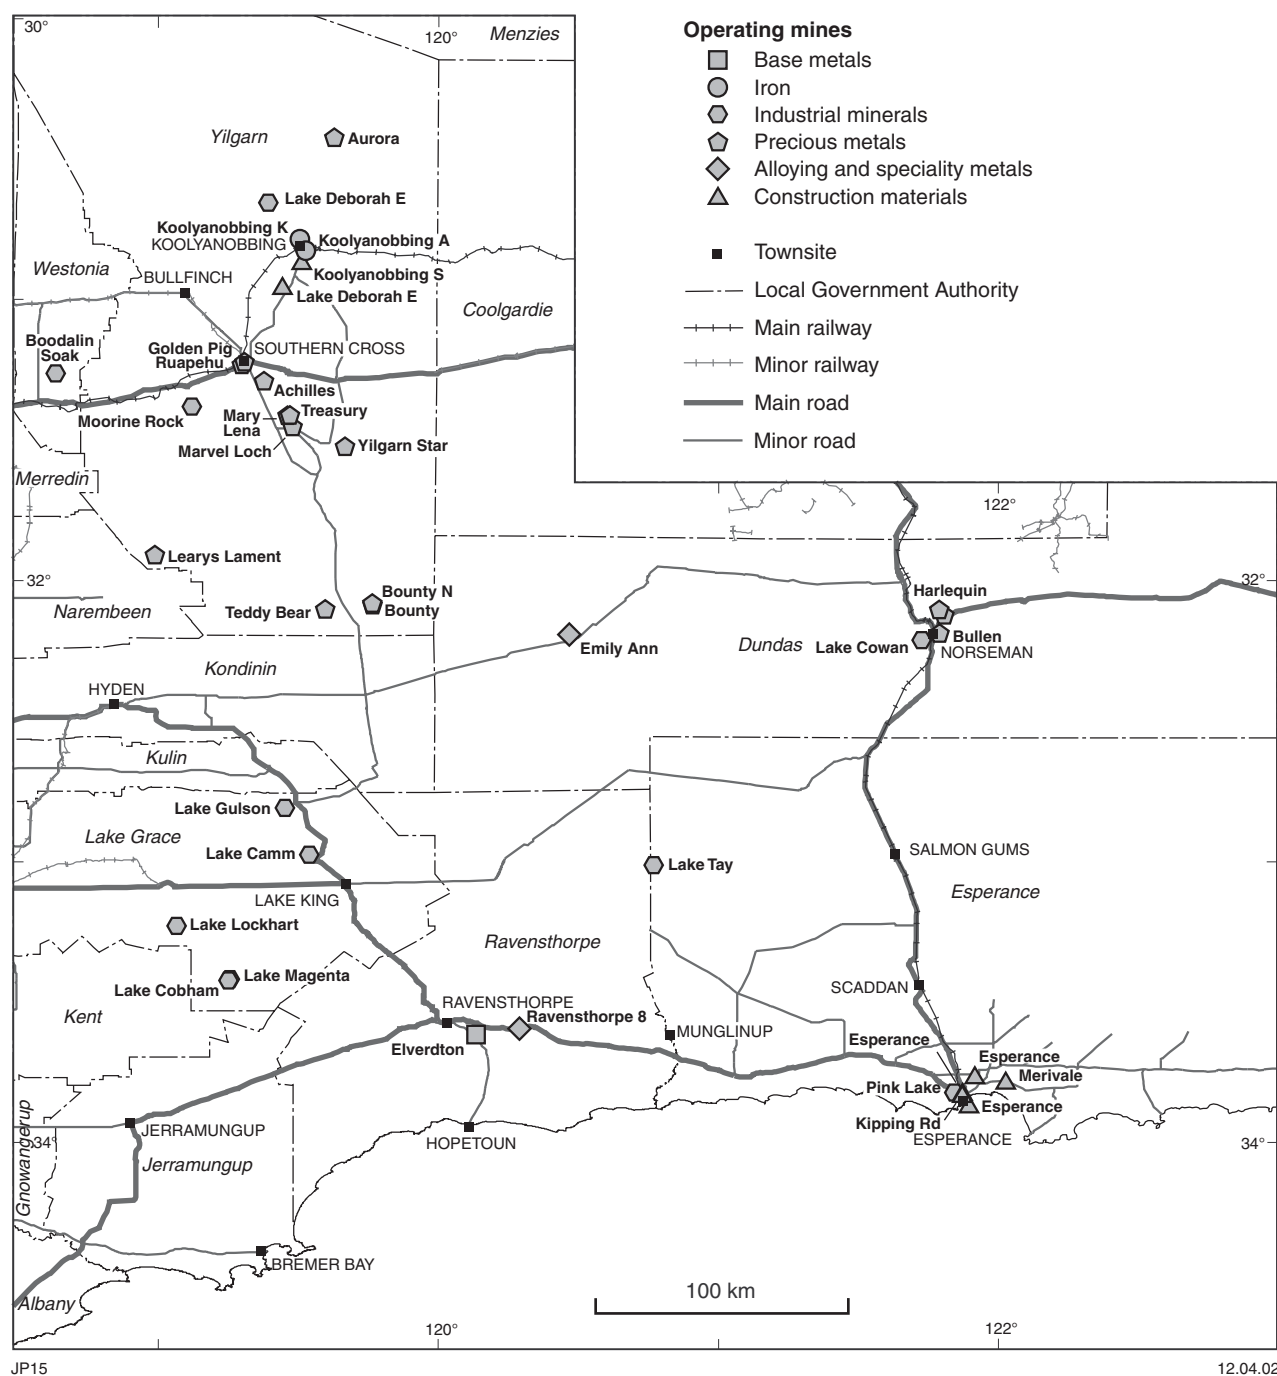 30°
120°
Menzies
Operating mines
Base metals
Iron
Industrial minerals
Precious metals
Alloying and speciality metals
Construction materials
Townsite
Local Government Authority
Main railway
Minor railway
Main road
Minor road
Yilgarn
Aurora
Lake Deborah E
Koolyanobbing K
KOOLYANOBBING
Koolyanobbing A
Koolyanobbing S
Westonia
BULLFINCH
Lake Deborah E
Coolgardie
Boodalin
Soak
Golden Pig
Ruapehu
SOUTHERN CROSS
Achilles
Moorine Rock
Mary
Lena
Treasury
Marvel Loch
Yilgarn Star
Merredin
122°
Learys Lament
32°
32°
Narembeen
Teddy Bear
Bounty N
Bounty
Harlequin
Emily Ann
Dundas
Lake Cowan
Bullen
NORSEMAN
Kondinin
HYDEN
Kulin
Lake Gulson
Lake Grace
Lake Camm
SALMON GUMS
Lake Tay
Esperance
LAKE KING
Lake Lockhart
Ravensthorpe
Lake Magenta
Lake Cobham
SCADDAN
Kent
RAVENSTHORPE
Ravensthorpe 8
MUNGLINUP
Elverdton
Esperance
Esperance
Merivale
Pink Lake
Esperance
Kipping Rd
ESPERANCE
Gnowangerup
JERRAMUNGUP
34°
HOPETOUN
34°
Jerramungup
BREMER BAY
Albany
100 km
120°
122°
JP15
12.04.02